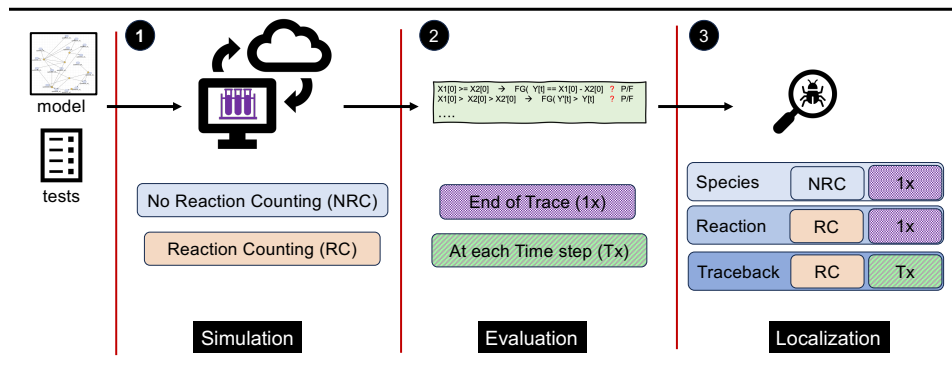 1
2
3
model
tests
X1[0] >= X2[0] → FG( Y[t] == X1[0] - X2[0] ? P/F
X1[0] > X2[0] > X2'[0] → FG( Y'[t] > Y[t] ? P/F
....
No Reaction Counting (NRC)
Reaction Counting (RC)
End of Trace (1x)
At each Time step (Tx)
Species NRC 1x
Reaction RC 1x
Traceback RC Tx
Simulation
Evaluation
Localization